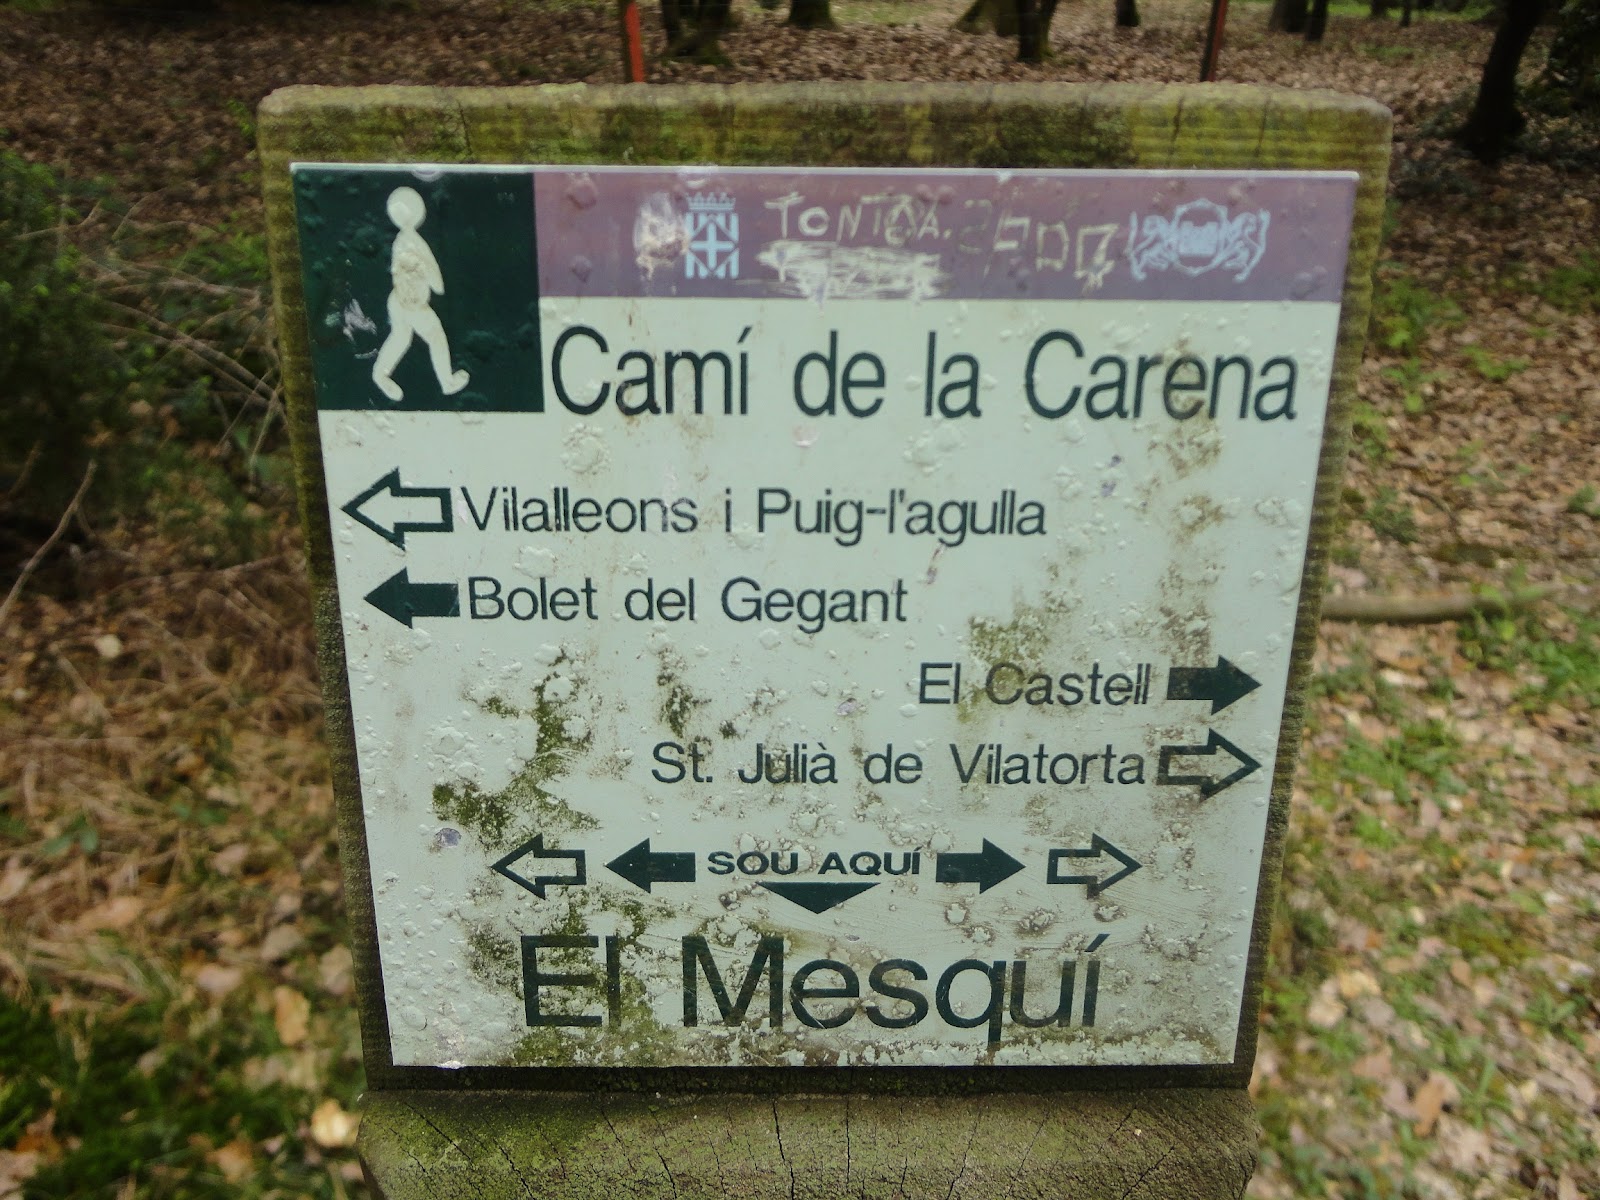 TONTA.
Camí de la Carena
Vilalleons i Puig-l'agulla
Bolet del Gegant
El Castell
St. Julià de Vilatorta
SOU AQUÍ
El Mesquí